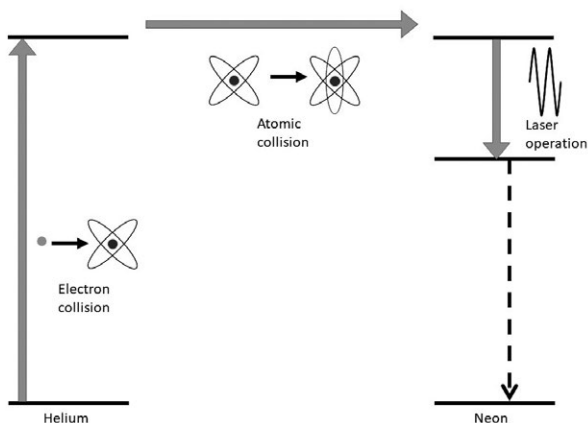 Atomic
collision
Laser
operation
Electron
collision
Helium
Neon